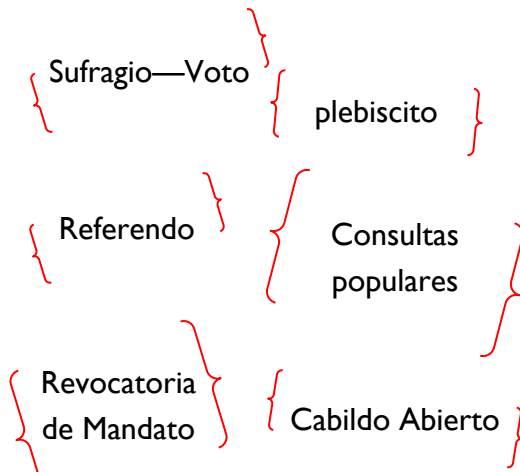 Sufragio—Voto
plebiscito
Referendo
Consultas
populares
Revocatoria
de Mandato
Cabildo Abierto